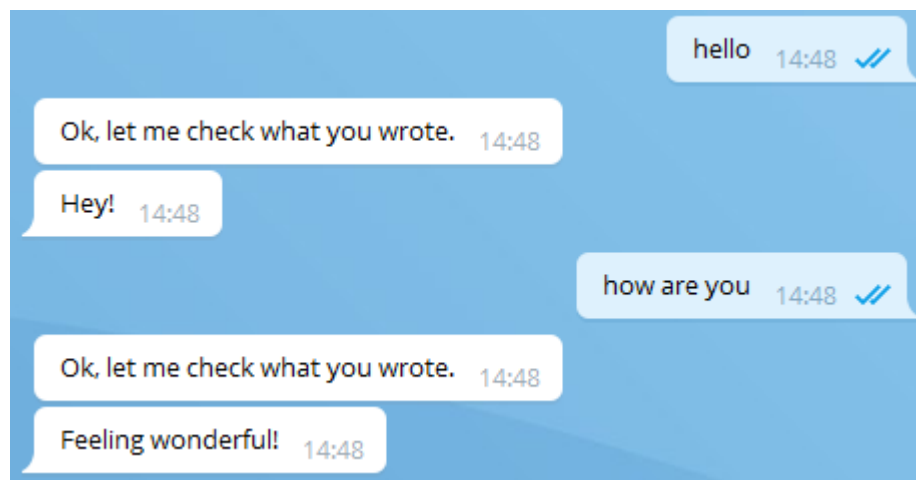 hello 14:48
Ok, let me check what you wrote. 14:48
Hey! 14:48
how are you 14:48
Ok, let me check what you wrote. 14:48
Feeling wonderful! 14:48